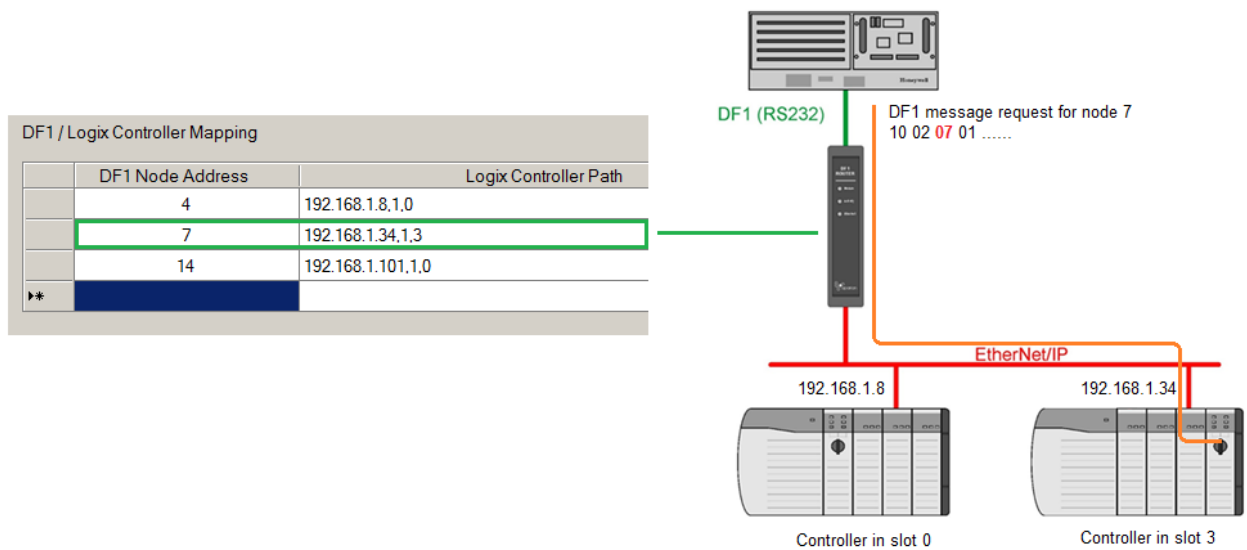 DF1 / Logix Controller Mapping
DF1 Node Address Logix Controller Path
4 192.168.1.8,1,0
7 192.168.1.34,1,3
14 192.168.1.101,1,0
Honeywell
DF1 (RS232)
DF1 message request for node 7
10 02 07 01 ......
DF1
ROUTER
EtherNet/IP
192.168.1.8
192.168.1.34
Controller in slot 0
Controller in slot 3